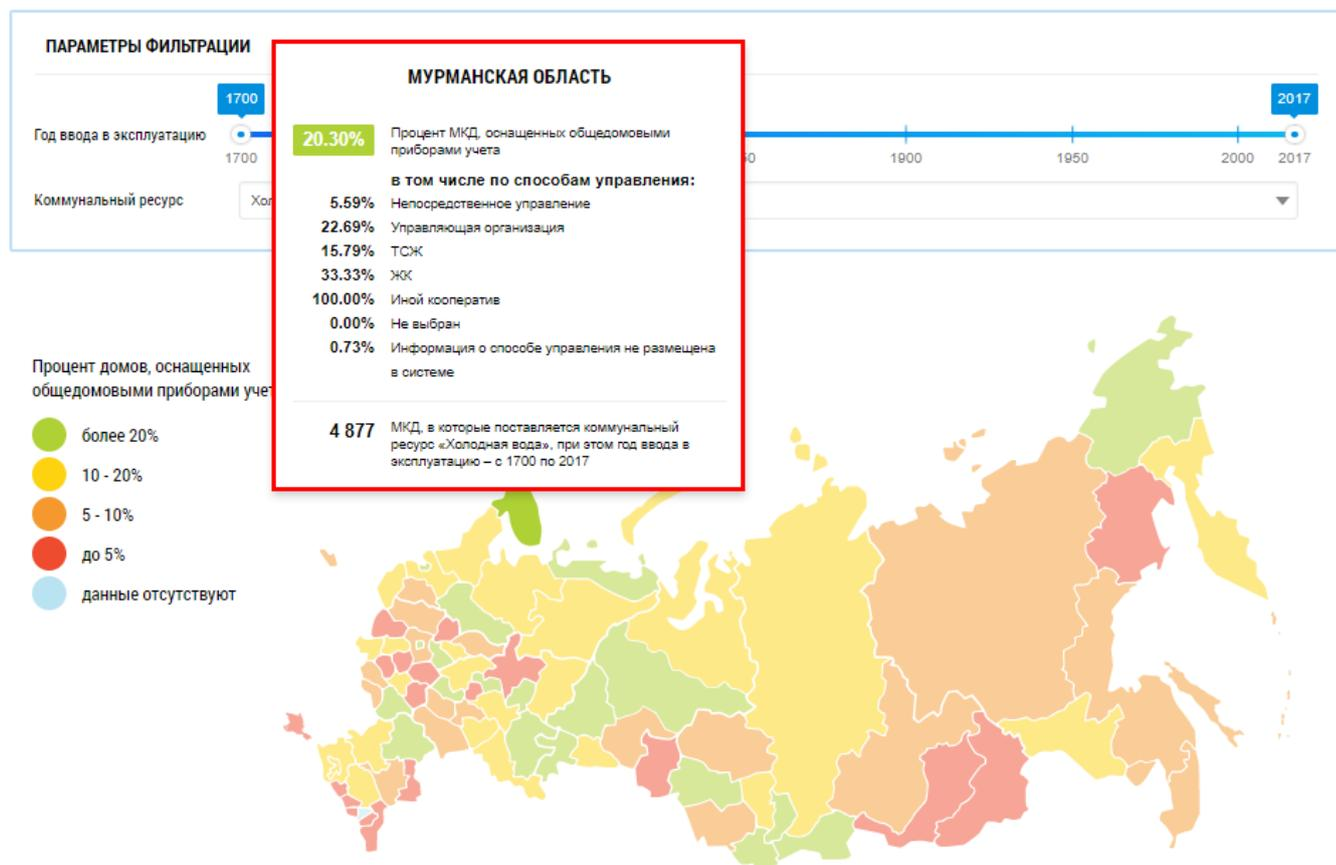 ПАРАМЕТРЫ ФИЛЬТРАЦИИ
1700
2017
Год ввода в эксплуатацию
1700
1900
1950
2000
2017
Коммунальный ресурс
МУРМАНСКАЯ ОБЛАСТЬ
20.30% Процент МКД, оснащенных общедомовыми
приборами учета
в том числе по способам управления:
5.59% Непосредственное управление
22.69% Управляющая организация
15.79% ТСЖ
33.33% ЖК
100.00% Иной кооператив
0.00% Не выбран
0.73% Информация о способе управления не размещена
в системе
4 877 МКД, в которые поставляется коммунальный
ресурс «Холодная вода», при этом год ввода в
эксплуатацию – с 1700 по 2017
Процент домов, оснащенных
общедомовыми приборами учет
более 20%
10 - 20%
5 - 10%
до 5%
данные отсутствуют